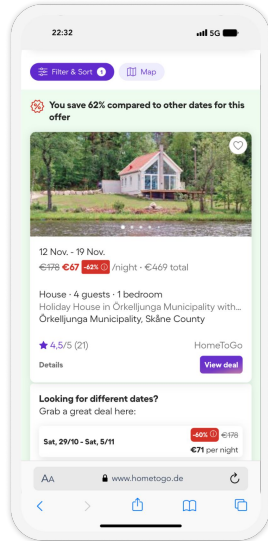 22:32
5G
Filter & Sort 1
Map
You save 62% compared to other dates for this
offer
12 Nov. - 19 Nov.
€178 €67 -62% /night · €469 total
House · 4 guests · 1 bedroom
Holiday House in Örkelljunga Municipality with...
Örkelljunga Municipality, Skåne County
4,5/5 (21)
HomeToGo
Details
View deal
Looking for different dates?
Grab a great deal here:
-60% €178
Sat, 29/10 - Sat, 5/11
€71 per night
AA
www.hometogo.de